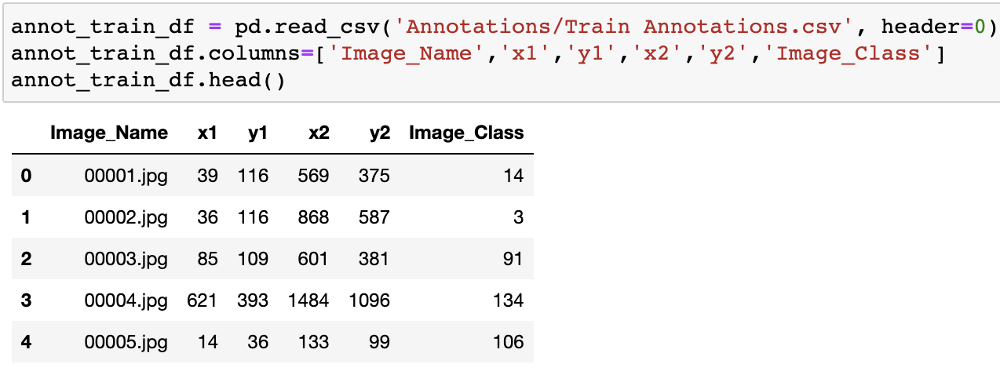 annot_train_df = pd.read_csv('Annotations/Train Annotations.csv', header=0)
annot_train_df.columns=['Image_Name','x1','y1','x2','y2','Image_Class']
annot_train_df.head()
Image_Name x1 y1 x2 y2 Image_Class
0 00001.jpg 39 116 569 375 14
1 00002.jpg 36 116 868 587 3
2 00003.jpg 85 109 601 381 91
3 00004.jpg 621 393 1484 1096 134
4 00005.jpg 14 36 133 99 106